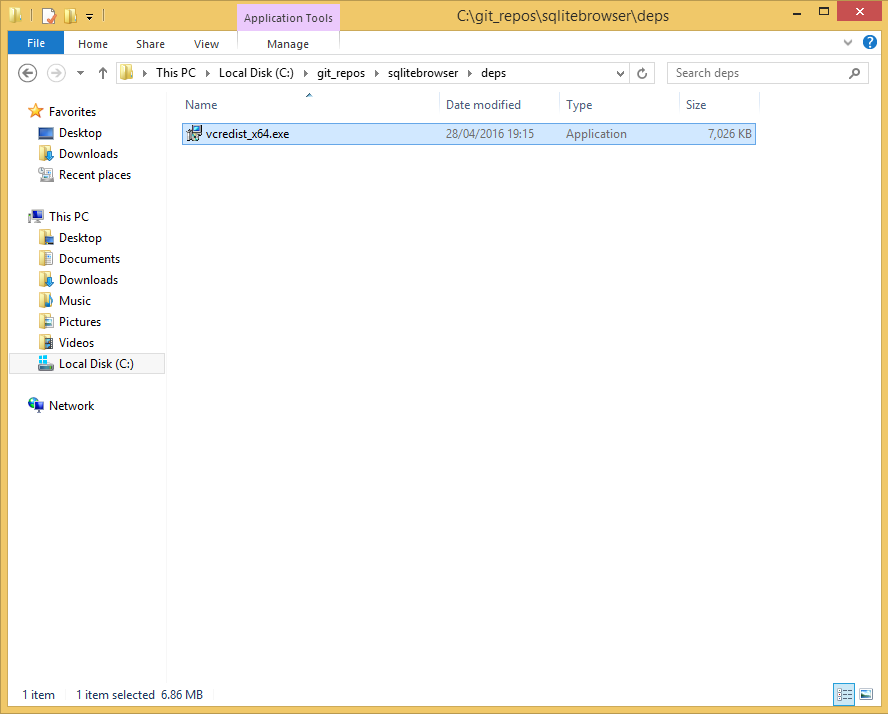 Application Tools
C:\git_repos\sqlitebrowser\deps
File Home Share View Manage
This PC Local Disk (C:) git_repos sqlitebrowser deps Search deps
Name Date modified Type Size
vcredist_x64.exe 28/04/2016 19:15 Application 7,026 KB
Favorites
Desktop
Downloads
Recent places
This PC
Desktop
Documents
Downloads
Music
Pictures
Videos
Local Disk (C:)
Network
1 item 1 item selected 6.86 MB